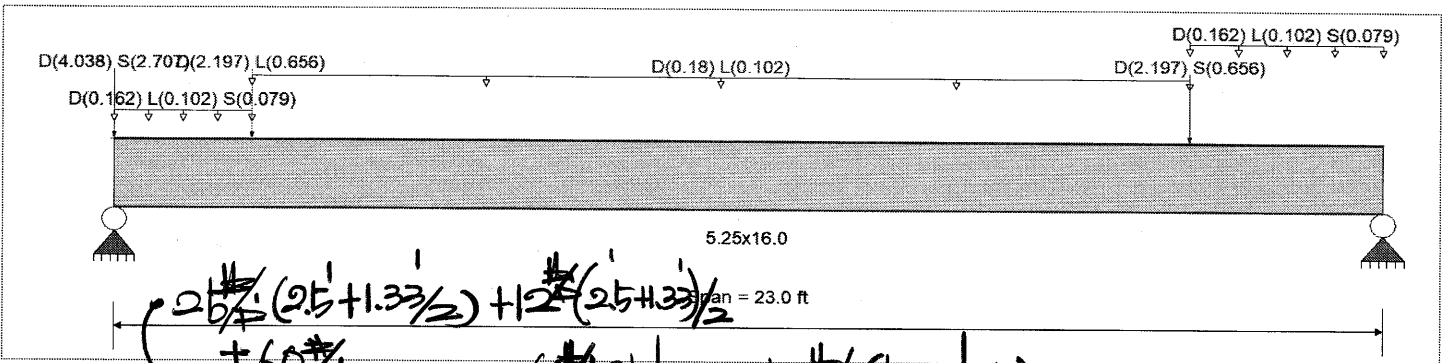 D(0.162) L(0.102) S(0.079)
D(4.038) S(2.707) D(2.197) L(0.656)
D(0.18) L(0.102)
D(2.197) S(0.656)
D(0.162) L(0.102) S(0.079)
5.25x16.0
25#/' (2.5'+1.33'/2) + 12#/' (2.5'+1.33')/2
Span = 23.0 ft